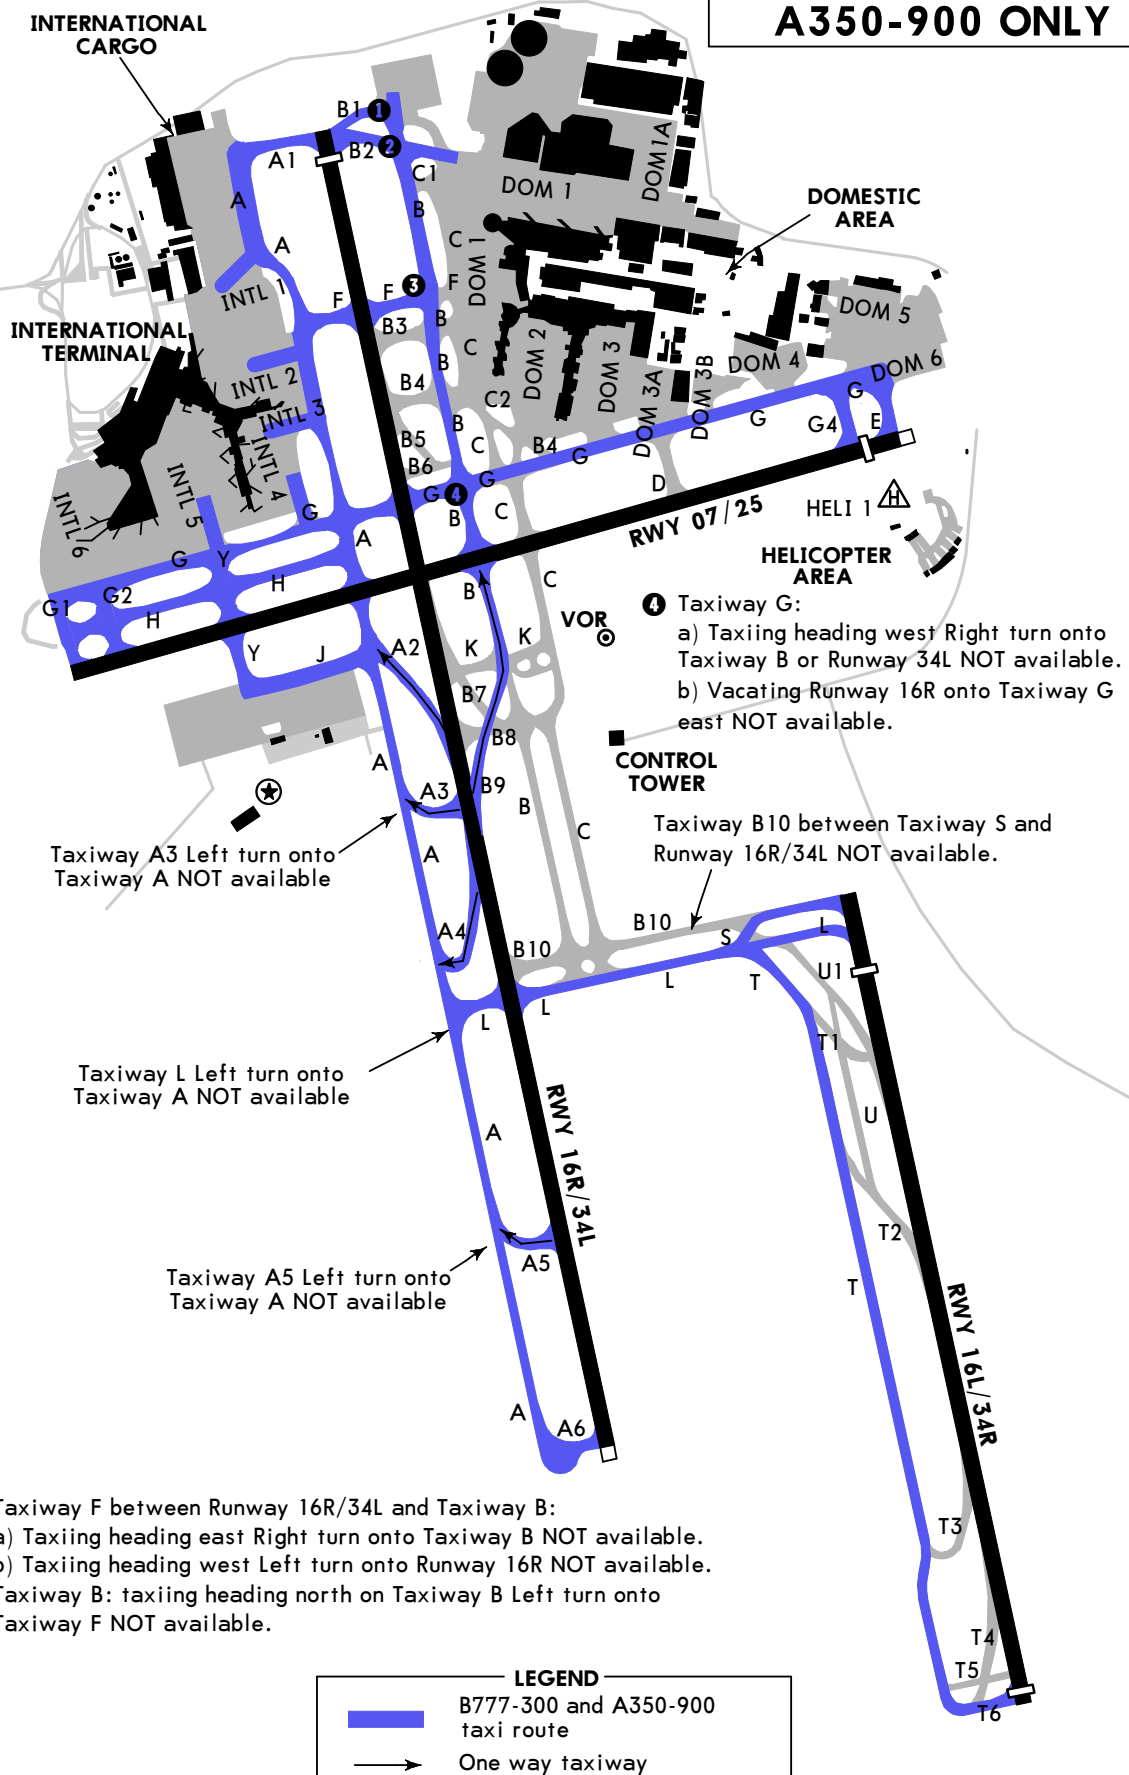 A350-900 ONLY
INTERNATIONAL
CARGO
B1
1
B2
2
A1
C1
DOM 1
DOM1A
A
B
DOMESTIC
AREA
A
C
DOM 1
INTL 1
F
F
3
F
B
B3
DOM 5
INTERNATIONAL
TERMINAL
C
B
DOM 2
DOM 3
DOM 3A
DOM 3B
DOM 4
DOM 6
INTL 2
B4
C2
G
INTL 3
B
G
G4
E
B5
C
B4
G
B6
INTL 4
INTL 5
INTL 6
G
4
G
D
G
B
C
RWY 07/25
HELI 1
H
A
G
Y
H
HELICOPTER
AREA
G1
G2
H
B
C
VOR
4 Taxiway G:
a) Taxiing heading west Right turn onto
Taxiway B or Runway 34L NOT available.
b) Vacating Runway 16R onto Taxiway G
east NOT available.
Y
J
A2
K
K
B7
B8
A
CONTROL
TOWER
A3
B9
B
C
Taxiway A3 Left turn onto
Taxiway A NOT available
A
Taxiway B10 between Taxiway S and
Runway 16R/34L NOT available.
A4
B10
B10
S
L
L
T
U1
L
L
T1
Taxiway L Left turn onto
Taxiway A NOT available
A
RWY 16R/34L
U
T2
A5
Taxiway A5 Left turn onto
Taxiway A NOT available
T
RWY 16L/34R
A
A6
Taxiway F between Runway 16R/34L and Taxiway B:
a) Taxiing heading east Right turn onto Taxiway B NOT available.
b) Taxiing heading west Left turn onto Runway 16R NOT available.
Taxiway B: taxiing heading north on Taxiway B Left turn onto
Taxiway F NOT available.
T3
T4
T5
T6
LEGEND
B777-300 and A350-900
taxi route
One way taxiway